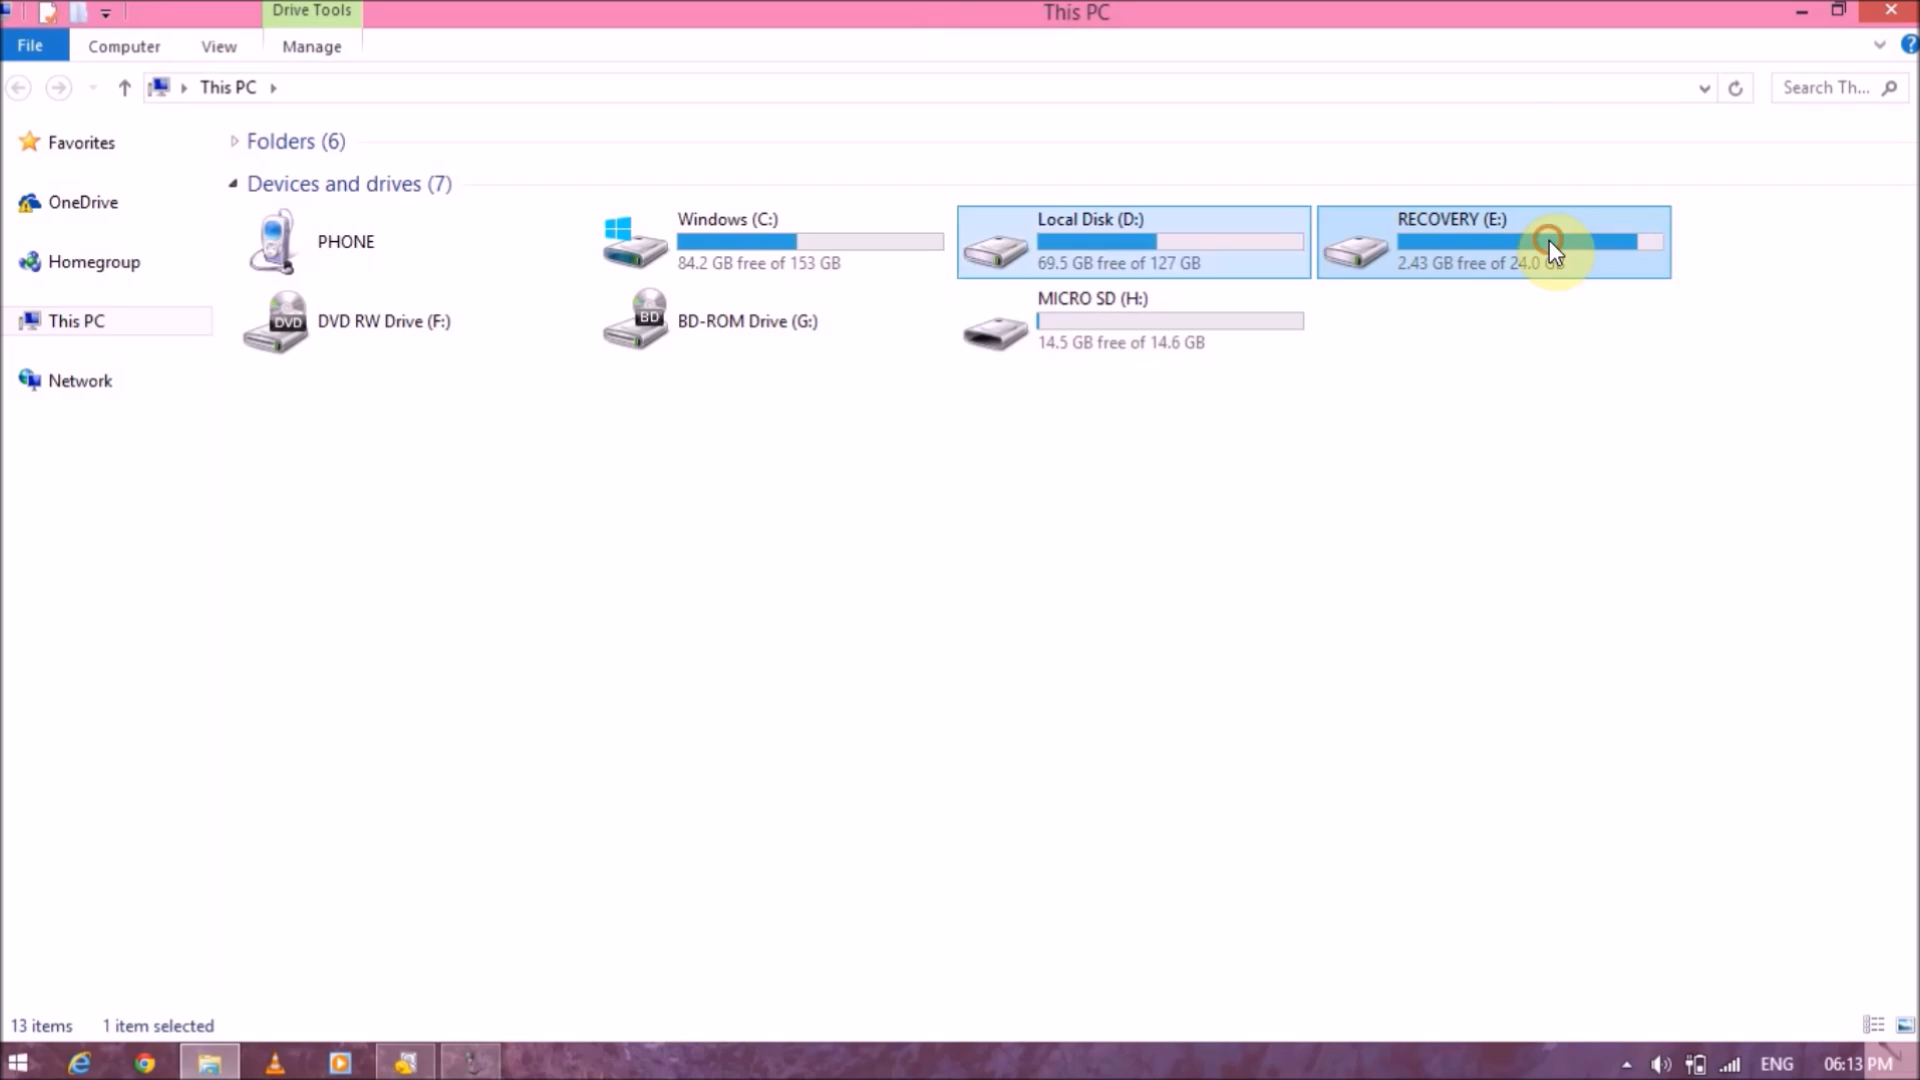 Drive Tools
This PC
File
Computer
View
Manage
?
This PC
Search Th...
Favorites
OneDrive
Homegroup
This PC
Network
Folders (6)
Devices and drives (7)
PHONE
Windows (C:)
84.2 GB free of 153 GB
Local Disk (D:)
69.5 GB free of 127 GB
RECOVERY (E:)
2.43 GB free of 24.0 GB
DVD
DVD RW Drive (F:)
BD
BD-ROM Drive (G:)
MICRO SD (H:)
14.5 GB free of 14.6 GB
13 items
1 item selected
ENG
06:13 PM